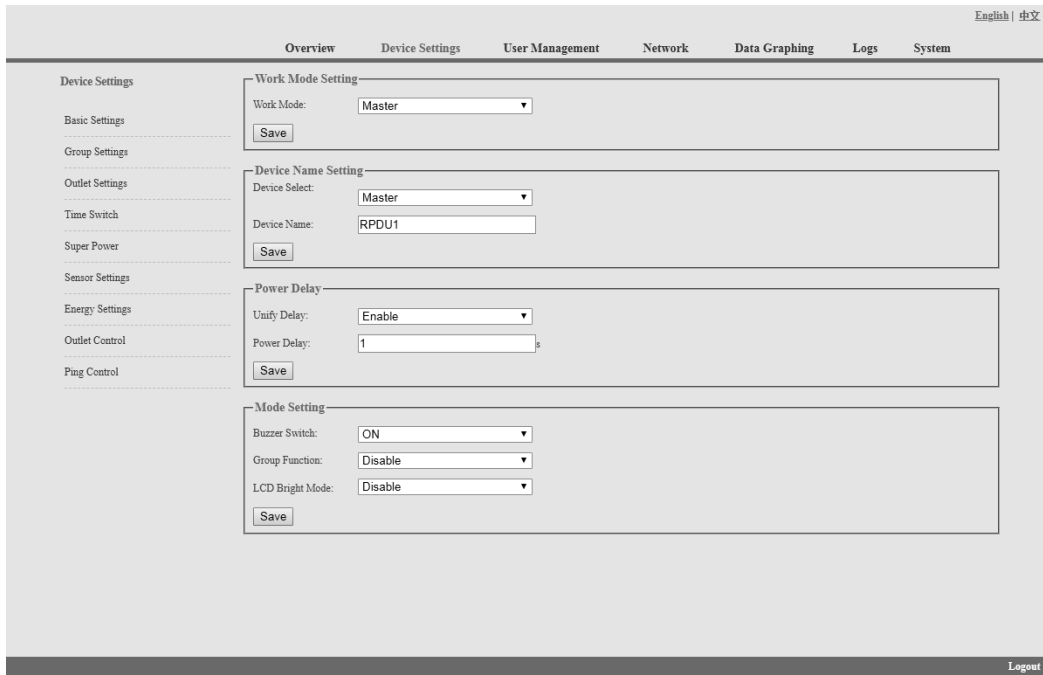 English | 中文
Overview Device Settings User Management Network Data Graphing Logs System
Device Settings
Basic Settings
Group Settings
Outlet Settings
Time Switch
Super Power
Sensor Settings
Energy Settings
Outlet Control
Ping Control
Work Mode Setting
Work Mode: Master
Save
Device Name Setting
Device Select: Master
Device Name: RPDU1
Save
Power Delay
Unify Delay: Enable
Power Delay: 1 s
Save
Mode Setting
Buzzer Switch: ON
Group Function: Disable
LCD Bright Mode: Disable
Save
Logout